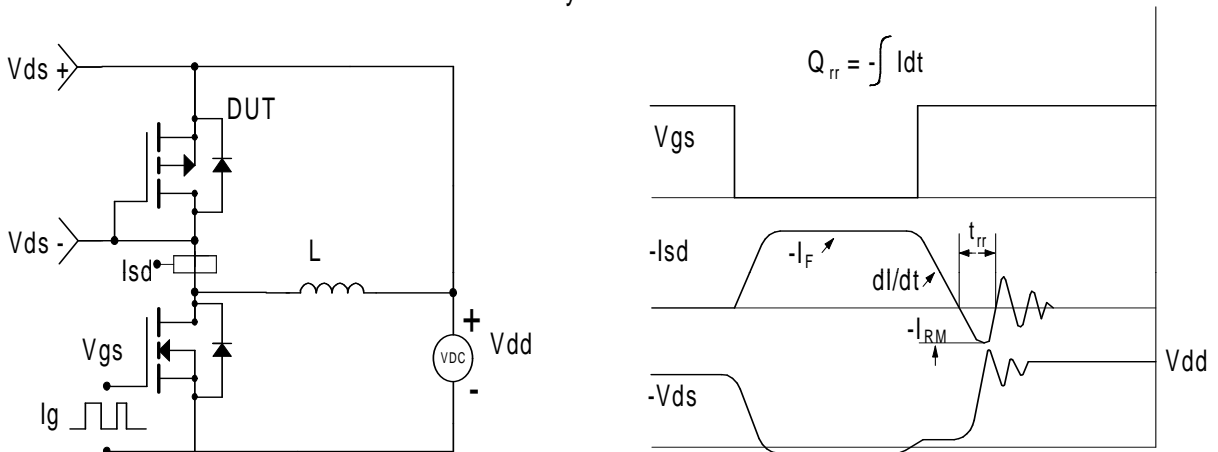 Vds +
DUT
Vds -
Isd
L
Vgs
+
VDC
-
Vdd
Ig
Q rr = -∫ Idt
Vgs
-Isd
-I F
dI/dt
t rr
-I RM
Vdd
-Vds